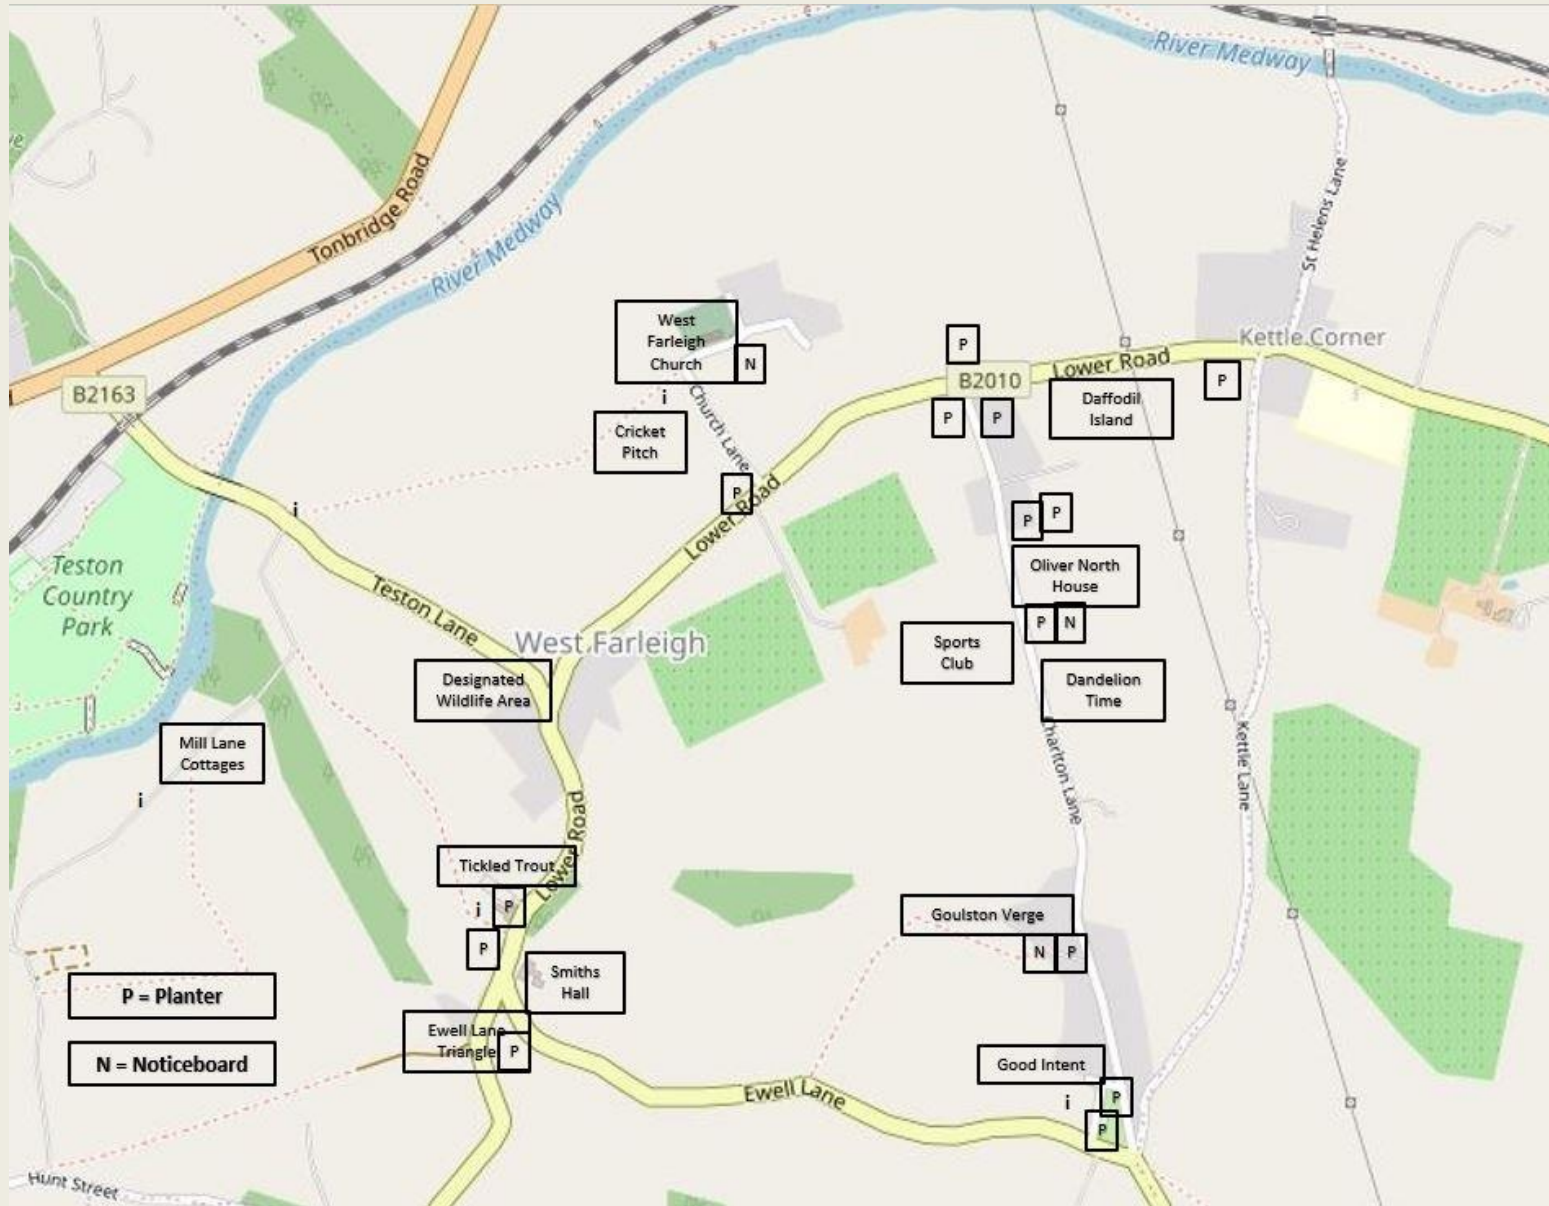 River Medway
Tonbridge Road
River Medway
St Helens Lane
West
Farleigh
Church
N
P
Kettle Corner
Lower Road
B2010
P
B2163
i
Church Lane
P
P
Daffodil
Island
Cricket
Pitch
P
Lower Road
i
P
P
Teston
Country
Park
Oliver North
House
Teston Lane
West Farleigh
P
N
Sports
Club
Designated
Wildlife Area
Dandelion
Time
Mill Lane
Cottages
Charlton Lane
Kettle Lane
i
Lower Road
Tickled Trout
P
i
Goulston Verge
P
N
P
Smiths
Hall
P = Planter
Ewell Lane
Triangle
P
N = Noticeboard
Good Intent
Ewell Lane
i
P
P
Hunt Street